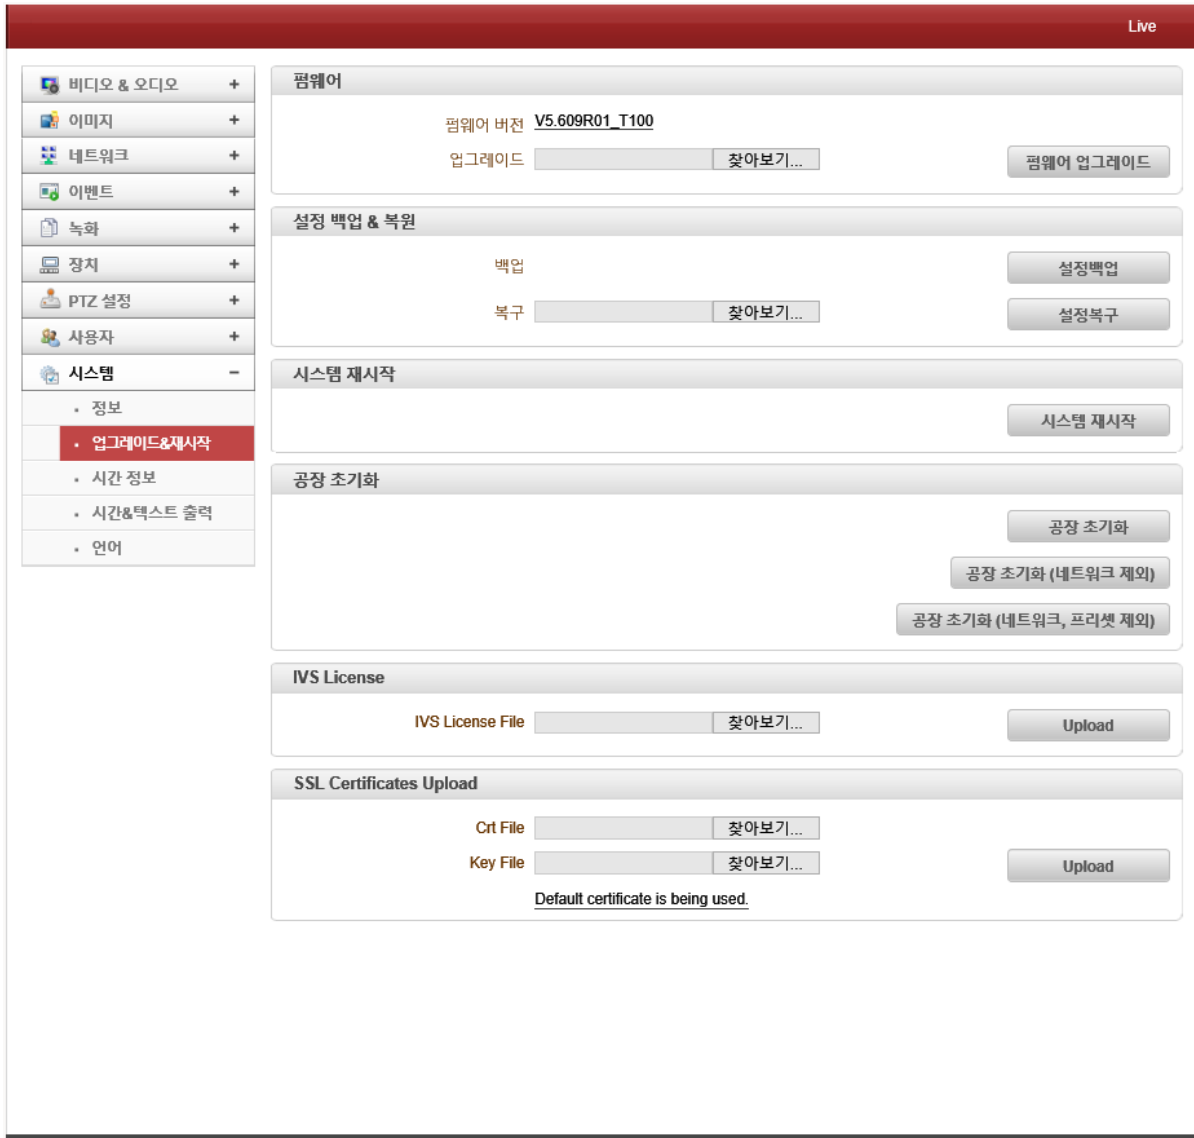 Live
비디오 & 오디오 +
이미지 +
네트워크 +
이벤트 +
녹화 +
장치 +
PTZ 설정 +
사용자 +
시스템 −
정보
업그레이드&재시작
시간 정보
시간&텍스트 출력
언어
펌웨어
펌웨어 버전 V5.609R01_T100
업그레이드 찾아보기... 펌웨어 업그레이드
설정 백업 & 복원
백업 설정백업
복구 찾아보기... 설정복구
시스템 재시작
시스템 재시작
공장 초기화
공장 초기화
공장 초기화 (네트워크 제외)
공장 초기화 (네트워크, 프리셋 제외)
IVS License
IVS License File 찾아보기... Upload
SSL Certificates Upload
Crt File 찾아보기...
Key File 찾아보기... Upload
Default certificate is being used.